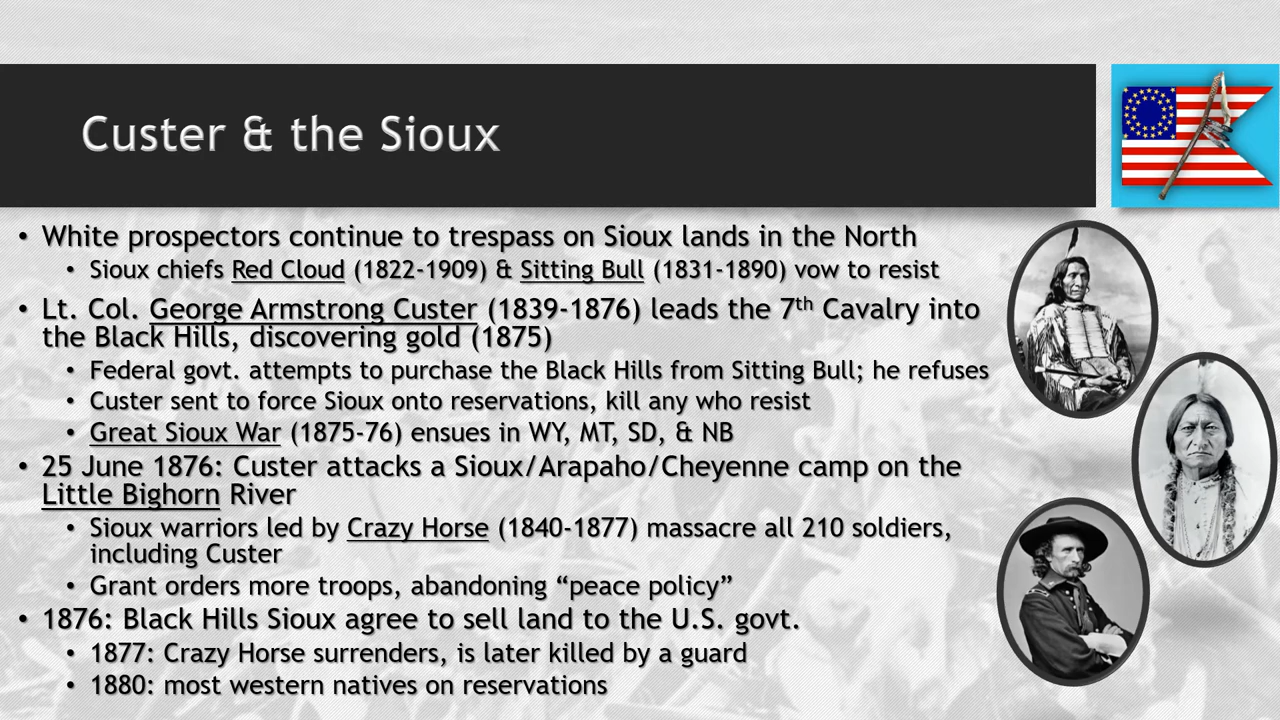 Custer & the Sioux
• White prospectors continue to trespass on Sioux lands in the North
• Sioux chiefs Red Cloud (1822-1909) & Sitting Bull (1831-1890) vow to resist
• Lt. Col. George Armstrong Custer (1839-1876) leads the 7th Cavalry into
the Black Hills, discovering gold (1875)
• Federal govt. attempts to purchase the Black Hills from Sitting Bull; he refuses
• Custer sent to force Sioux onto reservations, kill any who resist
• Great Sioux War (1875-76) ensues in WY, MT, SD, & NB
• 25 June 1876: Custer attacks a Sioux/Arapaho/Cheyenne camp on the
Little Bighorn River
• Sioux warriors led by Crazy Horse (1840-1877) massacre all 210 soldiers,
including Custer
• Grant orders more troops, abandoning “peace policy”
• 1876: Black Hills Sioux agree to sell land to the U.S. govt.
• 1877: Crazy Horse surrenders, is later killed by a guard
• 1880: most western natives on reservations